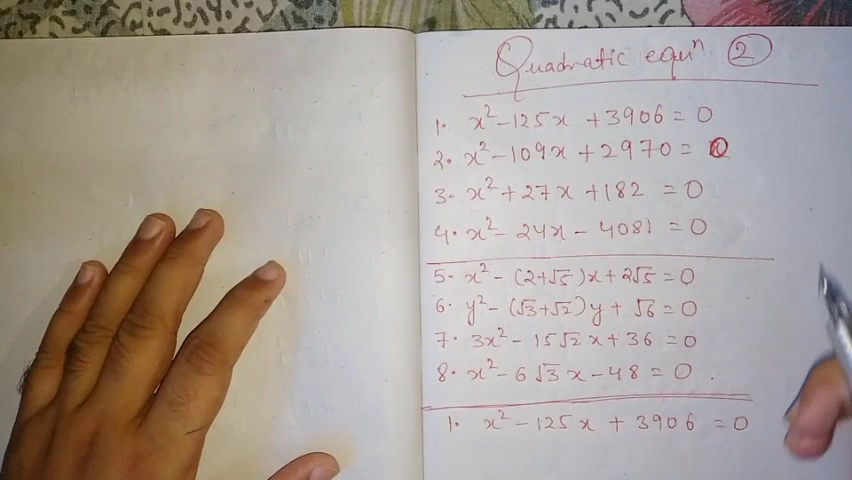 Quadratic equⁿ 2
1. x² - 125x + 3906 = 0
2. x² - 109x + 2970 = 0
3. x² + 27x + 182 = 0
4. x² - 24x - 4081 = 0
5. x² - (2+√5)x + 2√5 = 0
6. y² - (√3+√2)y + √6 = 0
7. 3x² - 15√2x + 36 = 0
8. x² - 6√3x - 48 = 0.
1. x² - 125x + 3906 = 0